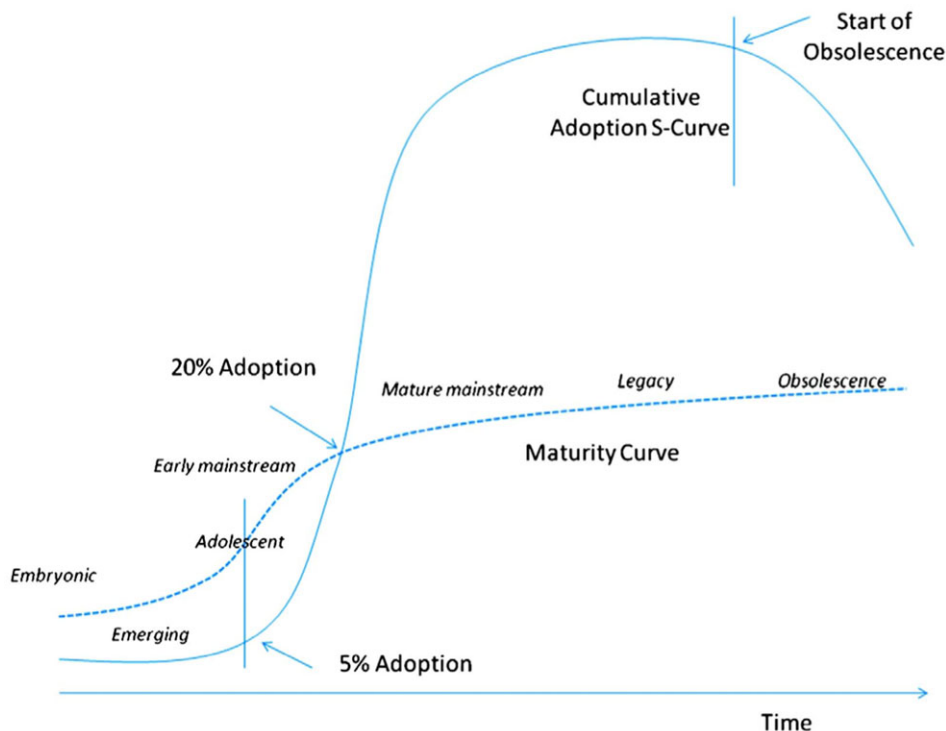 Start of
Obsolescence
Cumulative
Adoption S-Curve
20% Adoption
Mature mainstream
Legacy
Obsolescence
Early mainstream
Maturity Curve
Adolescent
Embryonic
Emerging
5% Adoption
Time